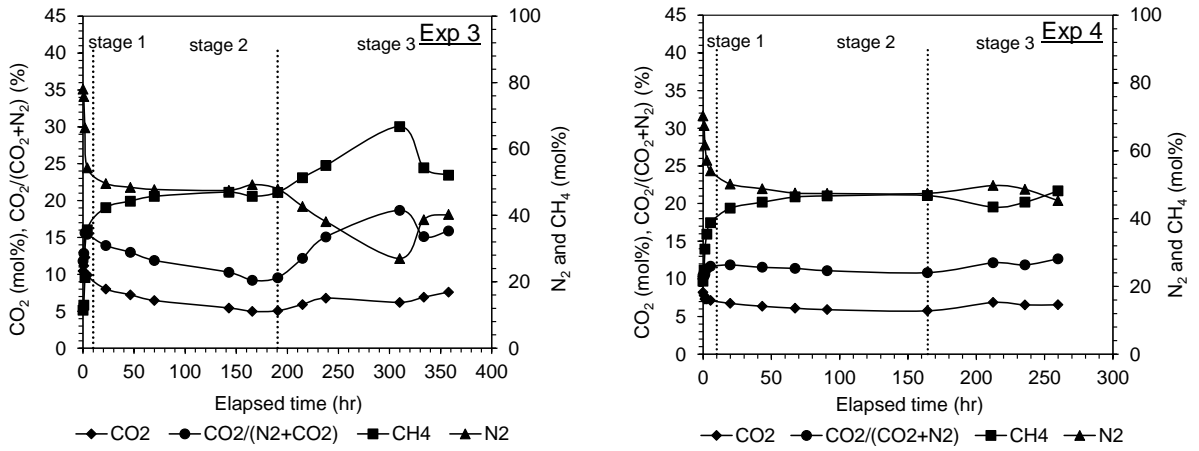 Exp 3
stage 1
stage 2
stage 3
45
40
35
30
25
20
15
10
5
0
100
80
60
40
20
0
0
50
100
150
200
250
300
350
400
CO2 (mol%), CO2/(CO2+N2) (%)
N2 and CH4 (mol%)
Elapsed time (hr)
CO2
CO2/(N2+CO2)
CH4
N2
Exp 4
stage 1
stage 2
stage 3
45
40
35
30
25
20
15
10
5
0
100
80
60
40
20
0
0
50
100
150
200
250
300
CO2 (mol%), CO2/(CO2+N2) (%)
N2 and CH4 (mol%)
Elapsed time (hr)
CO2
CO2/(CO2+N2)
CH4
N2